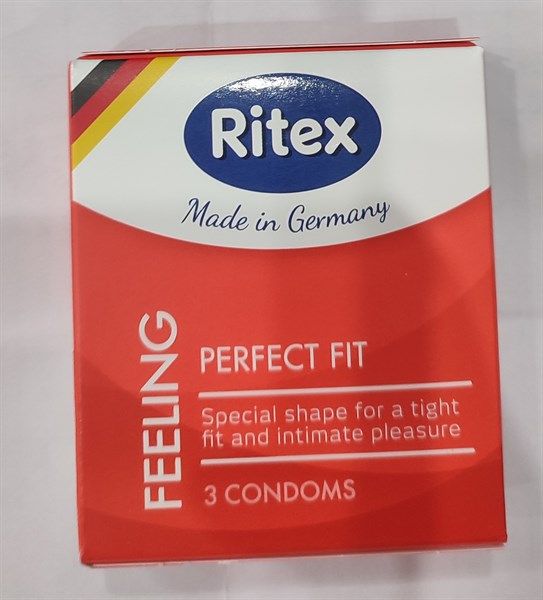 Ritex
Made in Germany
FEELING
PERFECT FIT
Special shape for a tight
fit and intimate pleasure
3 CONDOMS